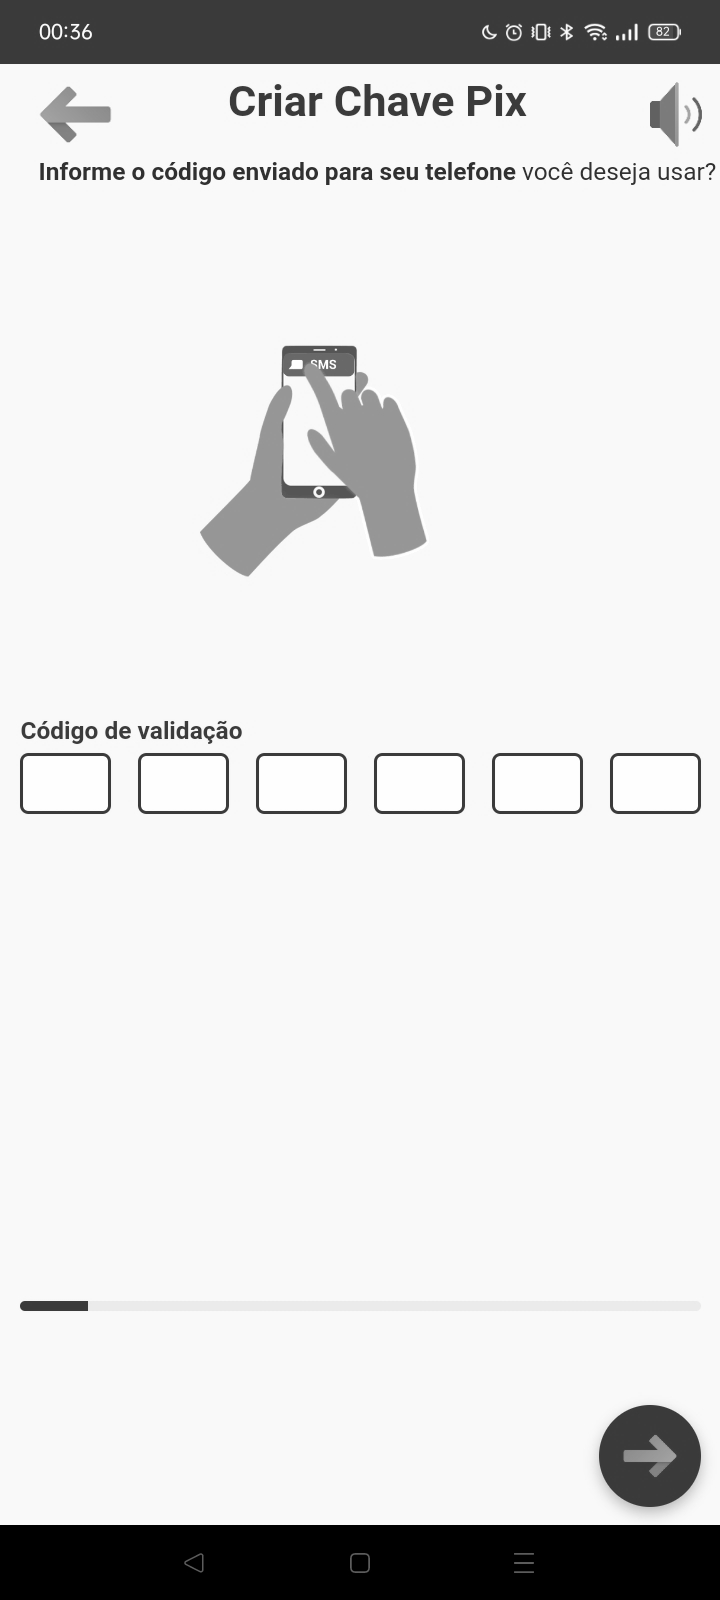 00:36
82
Criar Chave Pix
Informe o código enviado para seu telefone você deseja usar?
SMS
Código de validação